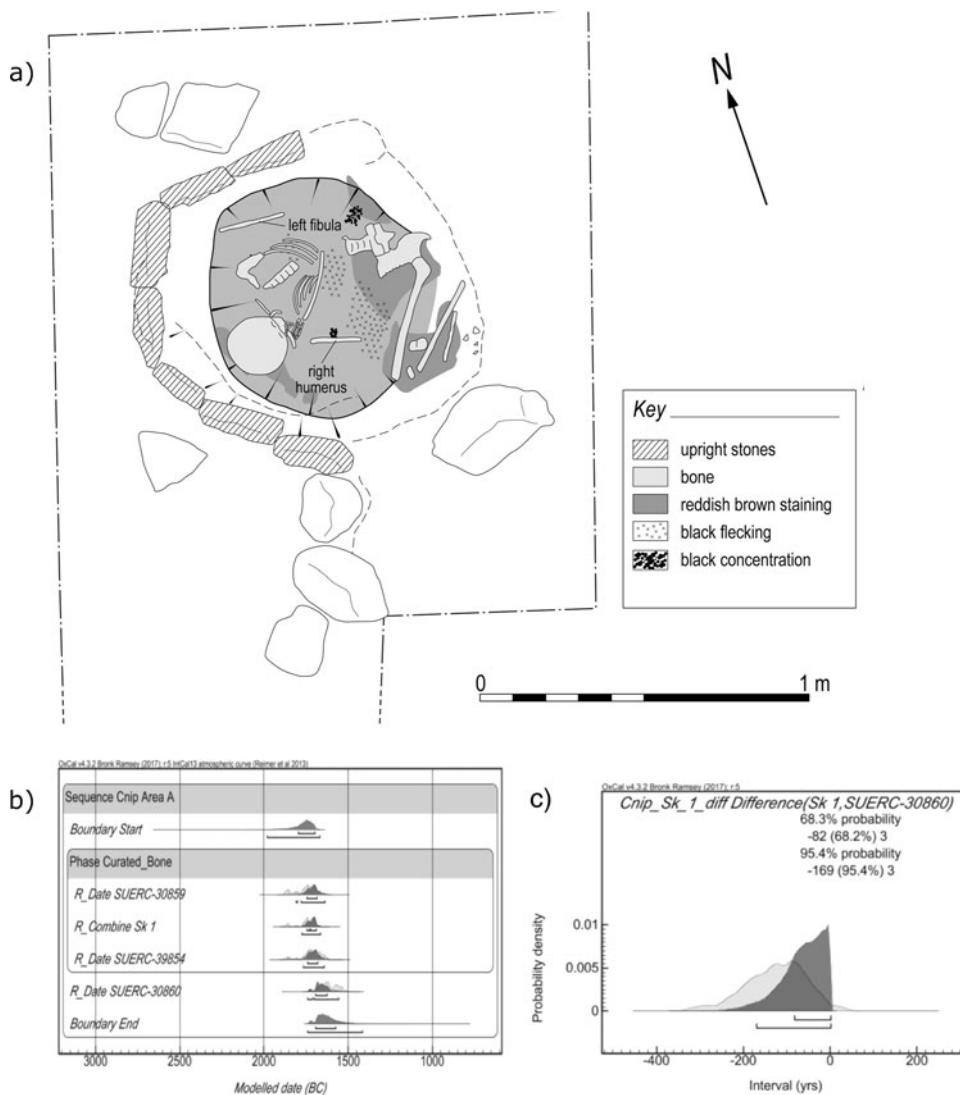 a)
N
left fibula
right
humerus
Key
upright stones
bone
reddish brown staining
black flecking
black concentration
0 1 m
b)
OxCal v4.3.2 Bronk Ramsey (2017); r:5 IntCal13 atmospheric curve (Reimer et al 2013)
Sequence Cnip Area A
Boundary Start
Phase Curated_Bone
R_Date SUERC-30859
R_Combine Sk 1
R_Date SUERC-39854
R_Date SUERC-30860
Boundary End
3000 2500 2000 1500 1000
Modelled date (BC)
c)
OxCal v4.3.2 Bronk Ramsey (2017); r:5
Cnip_Sk_1_diff Difference(Sk 1,SUERC-30860)
68.3% probability
-82 (68.2%) 3
95.4% probability
-169 (95.4%) 3
Probability density
0.01
0.005
0
-400 -200 0 200
Interval (yrs)